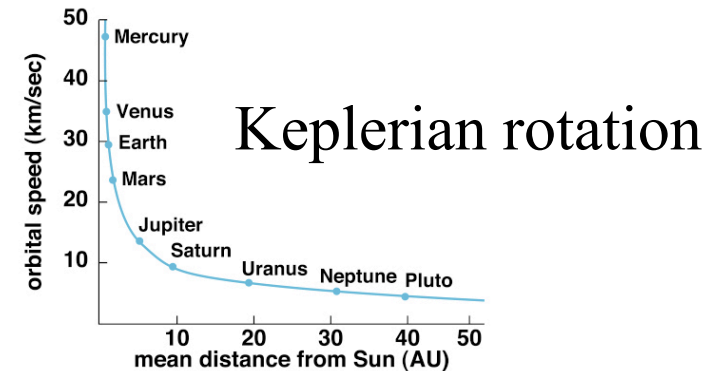 Keplerian rotation
orbital speed (km/sec)
50
40
30
20
10
Mercury
Venus
Earth
Mars
Jupiter
Saturn
Uranus
Neptune
Pluto
10 20 30 40 50
mean distance from Sun (AU)